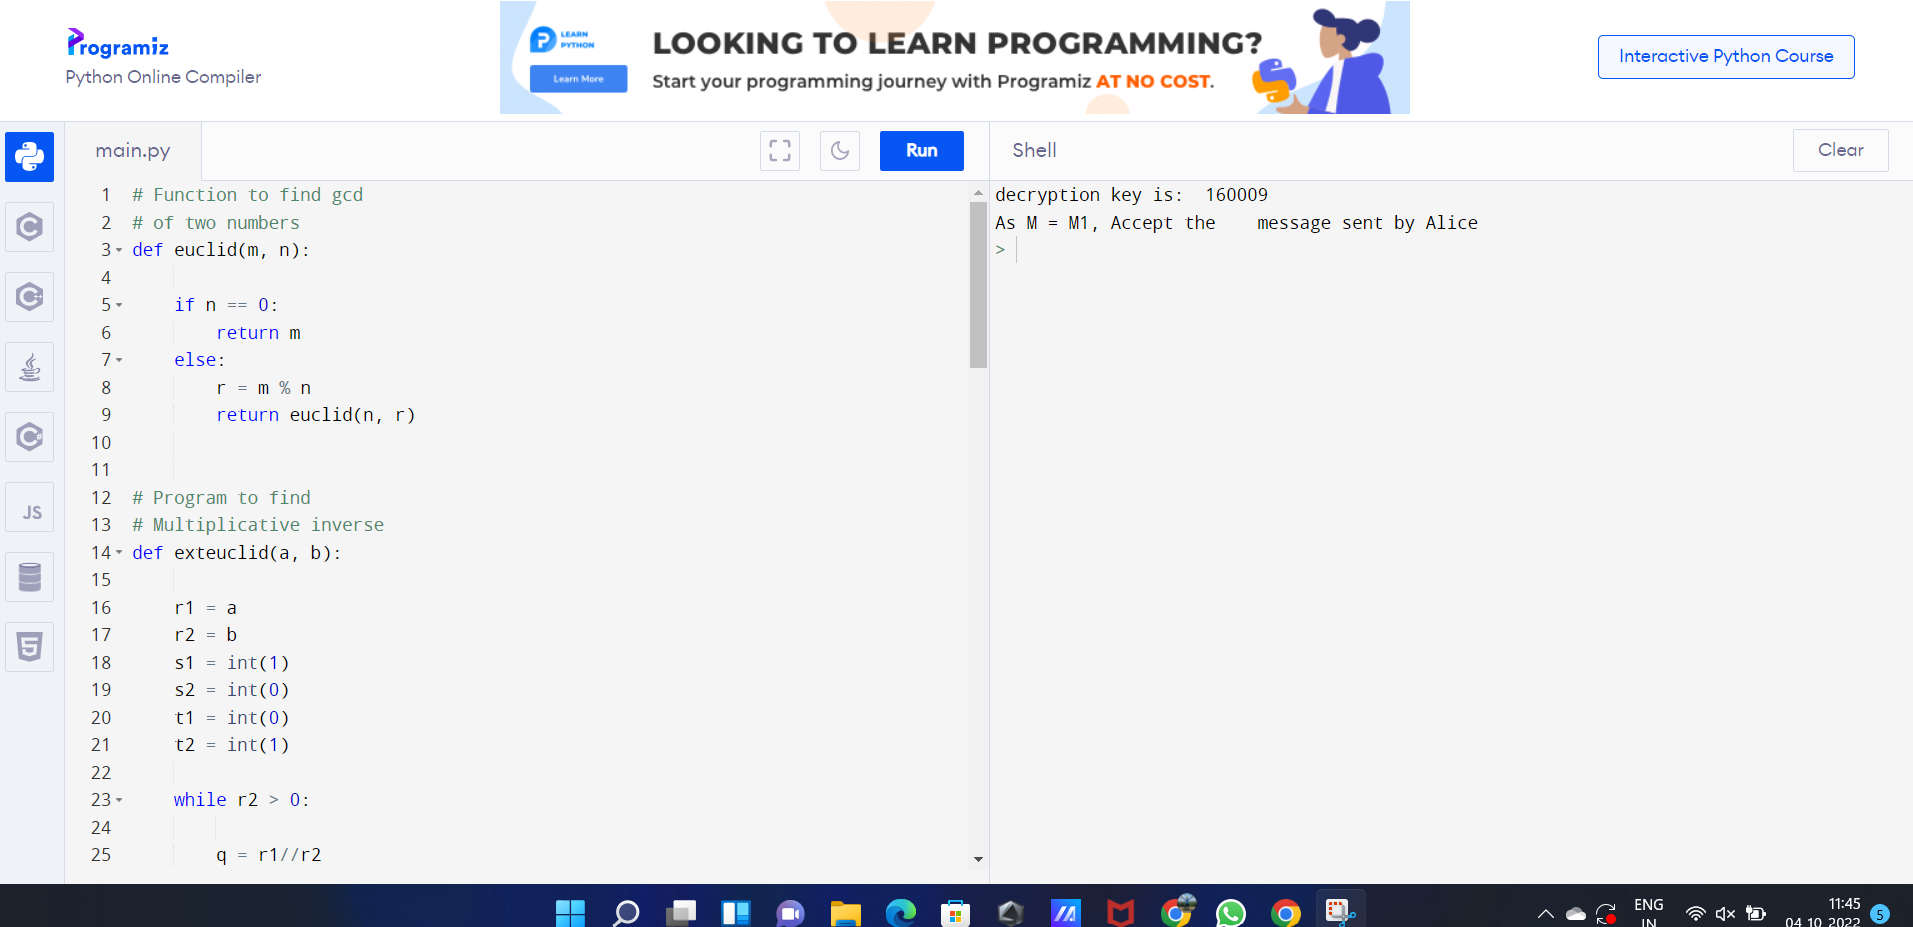 Programiz
Python Online Compiler
LEARN
PYTHON
Learn More
LOOKING TO LEARN PROGRAMMING?
Start your programming journey with Programiz AT NO COST.
Interactive Python Course
main.py
Run
Shell
Clear
1 # Function to find gcd
2 # of two numbers
3 def euclid(m, n):
4
5 if n == 0:
6 return m
7 else:
8 r = m % n
9 return euclid(n, r)
10
11
12 # Program to find
13 # Multiplicative inverse
14 def exteuclid(a, b):
15
16 r1 = a
17 r2 = b
18 s1 = int(1)
19 s2 = int(0)
20 t1 = int(0)
21 t2 = int(1)
22
23 while r2 > 0:
24
25 q = r1//r2
decryption key is:  160009
As M = M1, Accept the    message sent by Alice
>
JS
ENG
IN
11:45
04-10-2022
5